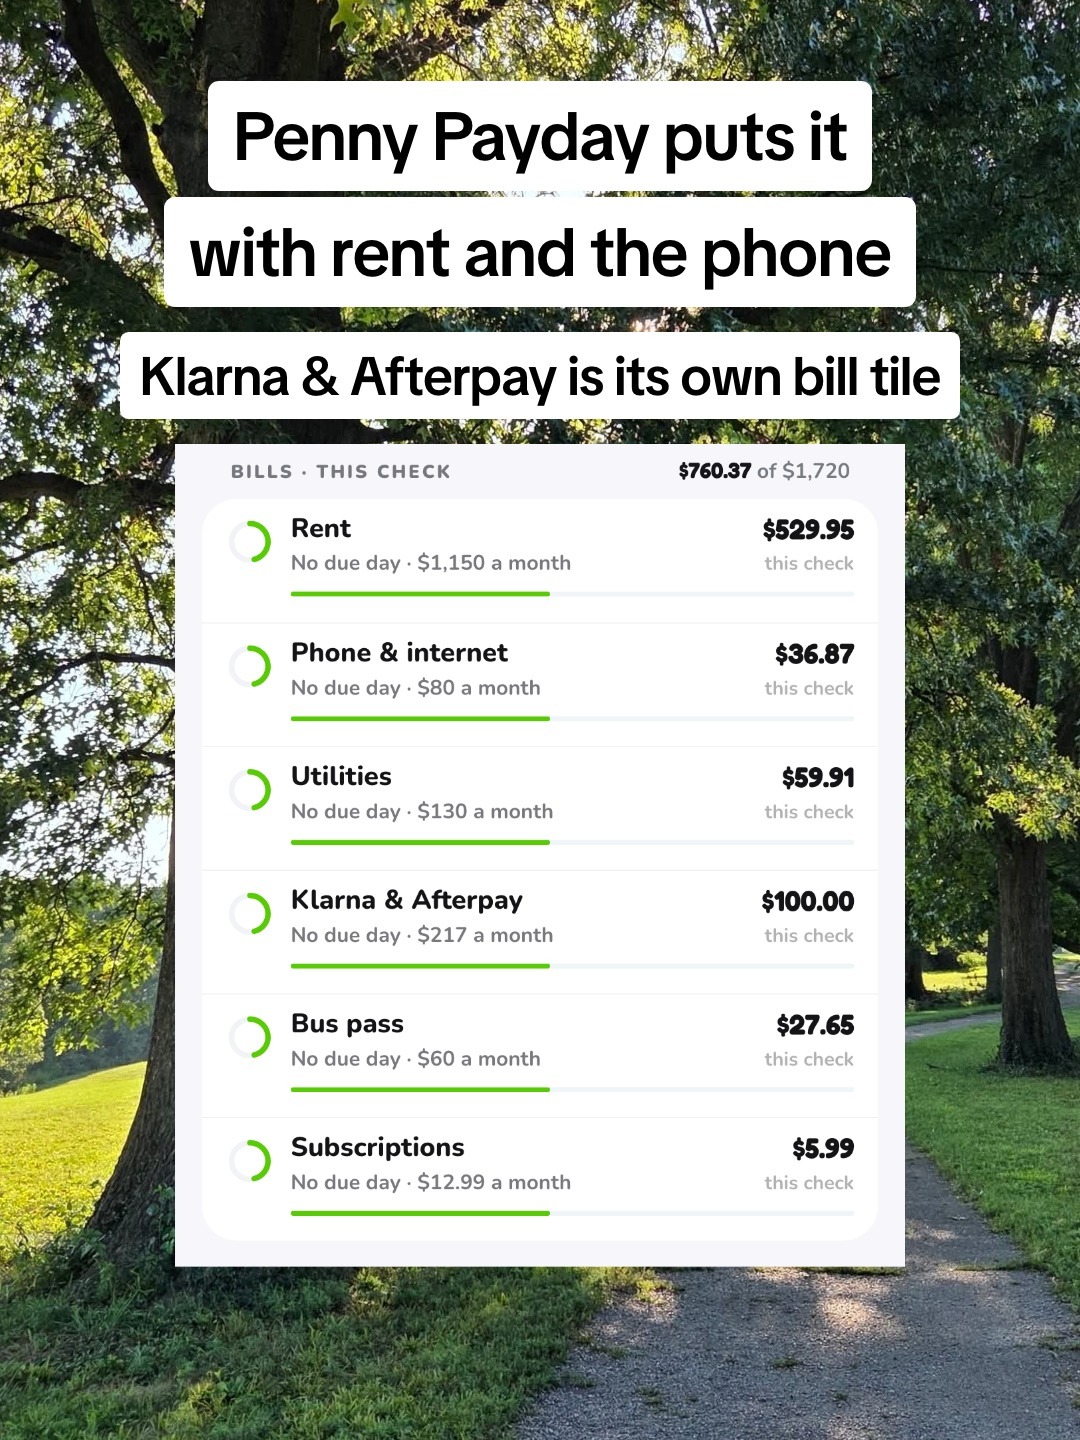 Penny Payday puts it
with rent and the phone
Klarna & Afterpay is its own bill tile
BILLS · THIS CHECK $760.37 of $1,720
Rent $529.95
No due day · $1,150 a month this check
Phone & internet $36.87
No due day · $80 a month this check
Utilities $59.91
No due day · $130 a month this check
Klarna & Afterpay $100.00
No due day · $217 a month this check
Bus pass $27.65
No due day · $60 a month this check
Subscriptions $5.99
No due day · $12.99 a month this check